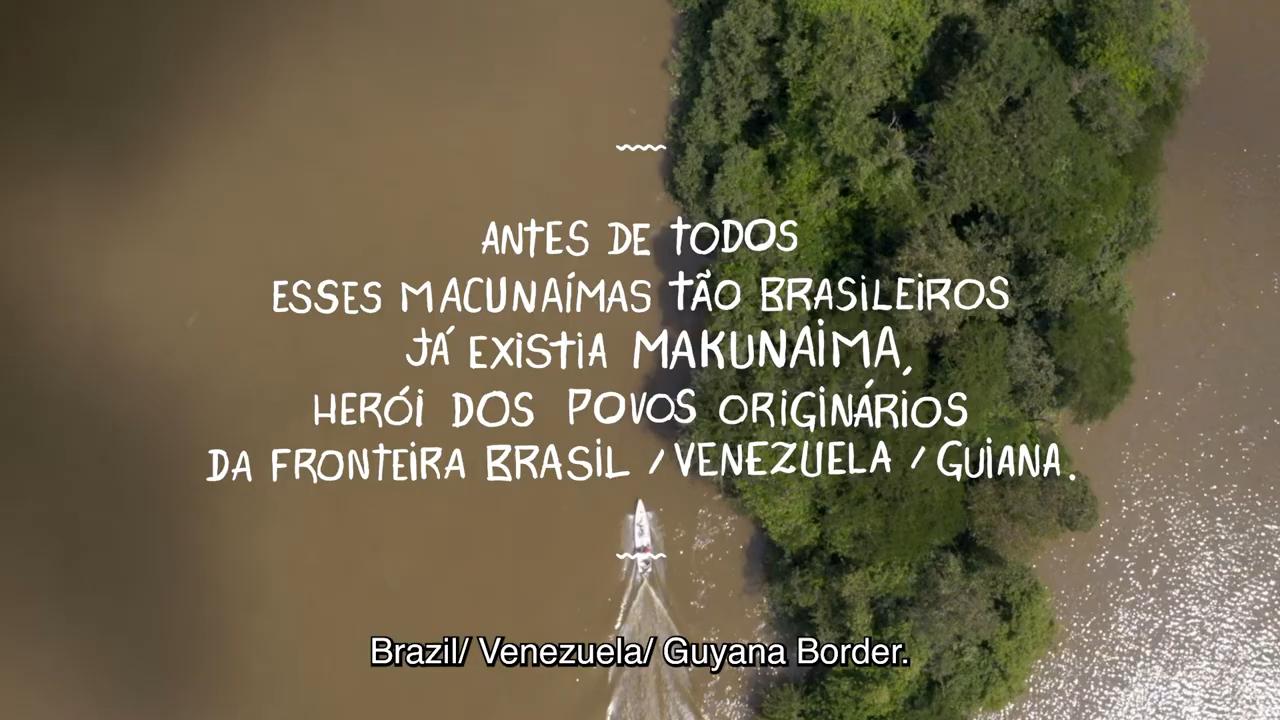 ANTES DE TODOS
ESSES MACUNAÍMAS TÃO BRASILEIROS
JÁ EXISTIA MAKUNAIMA,
HERÓI DOS POVOS ORIGINÁRIOS
DA FRONTEIRA BRASIL / VENEZUELA / GUIANA.
Brazil/ Venezuela/ Guyana Border.